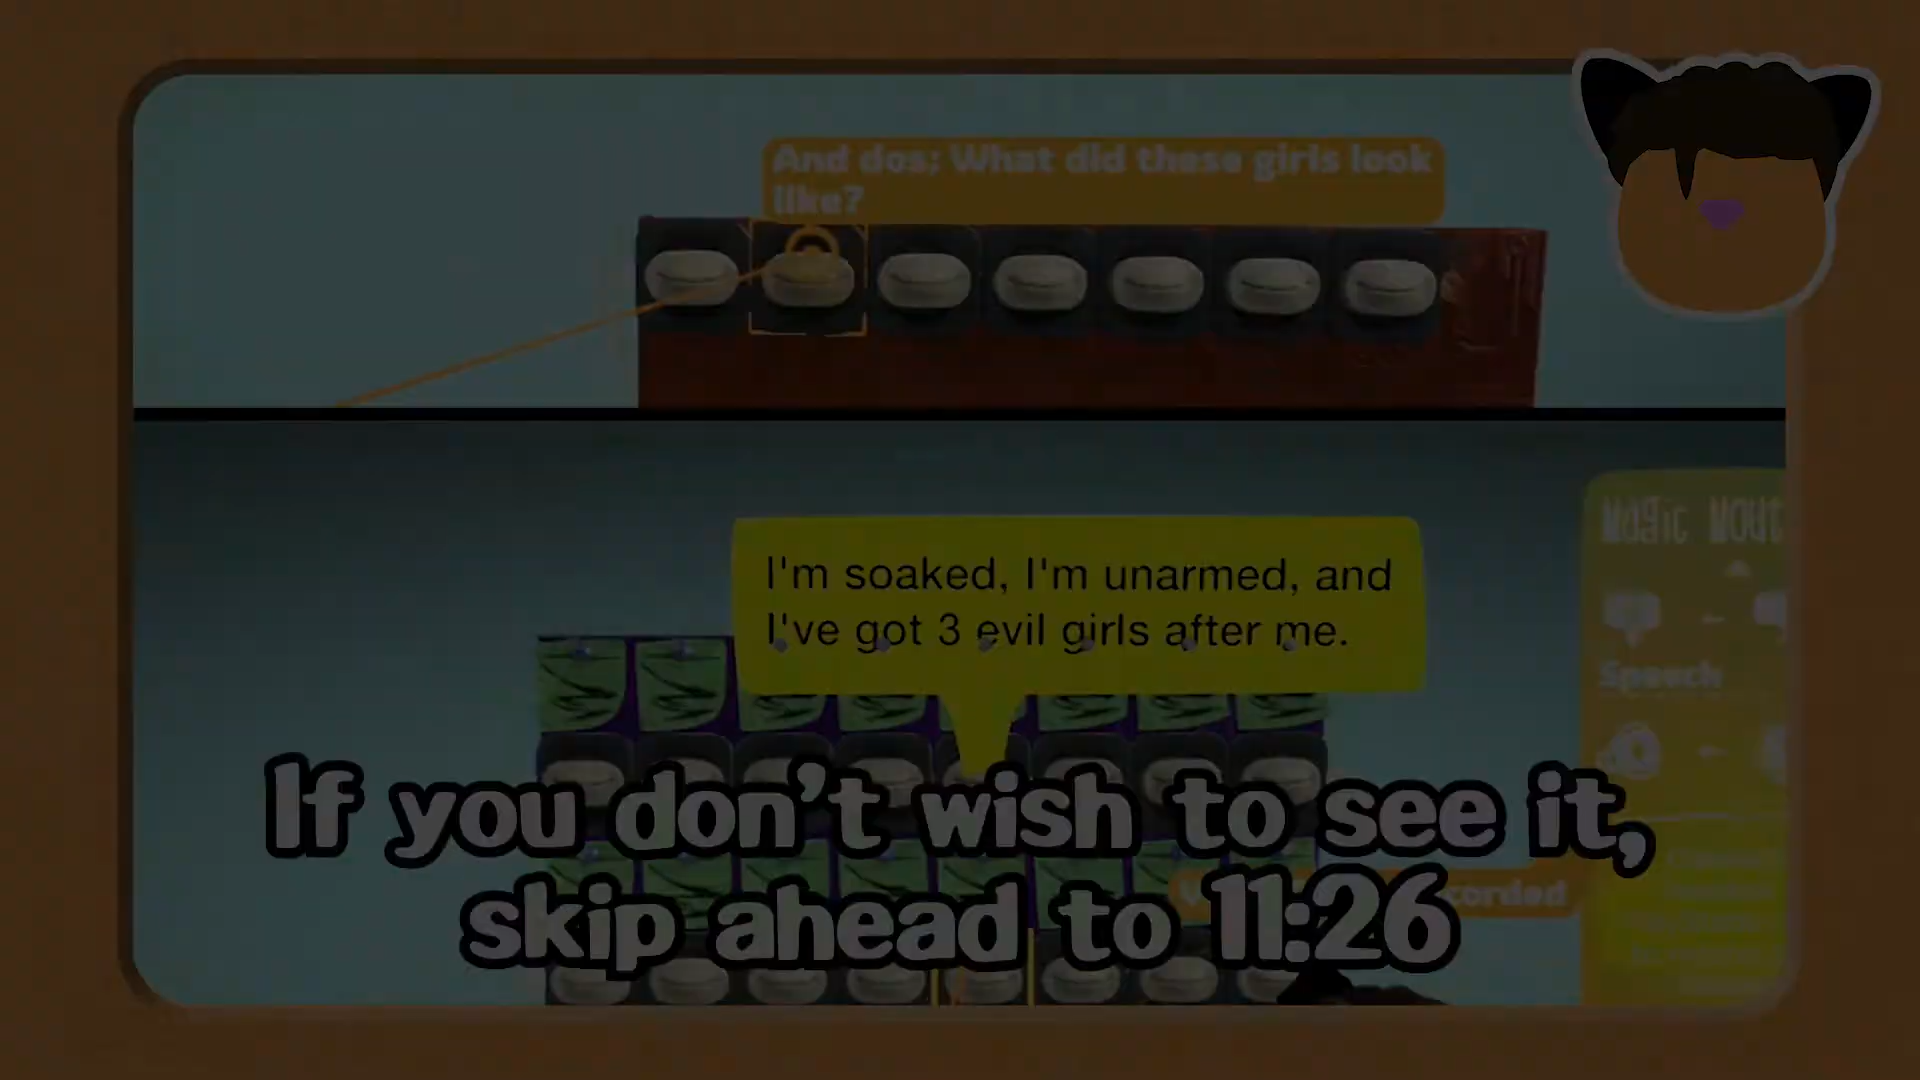 And dos; What did these girls look
like?
I'm soaked, I'm unarmed, and
I've got 3 evil girls after me.
Speech
If you don't wish to see it,
skip ahead to 11:26